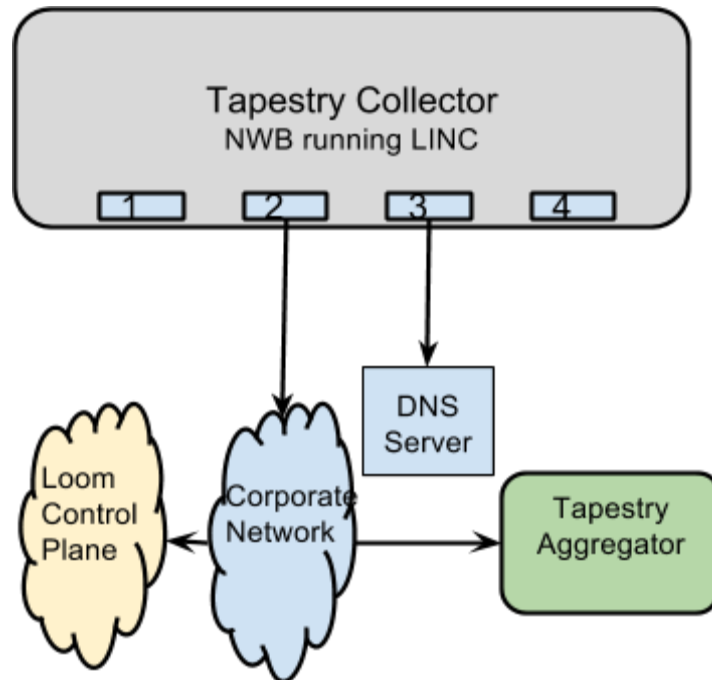 Tapestry Collector
NWB running LINC
1 2 3 4
DNS
Server
Loom
Control
Plane
Corporate
Network
Tapestry
Aggregator